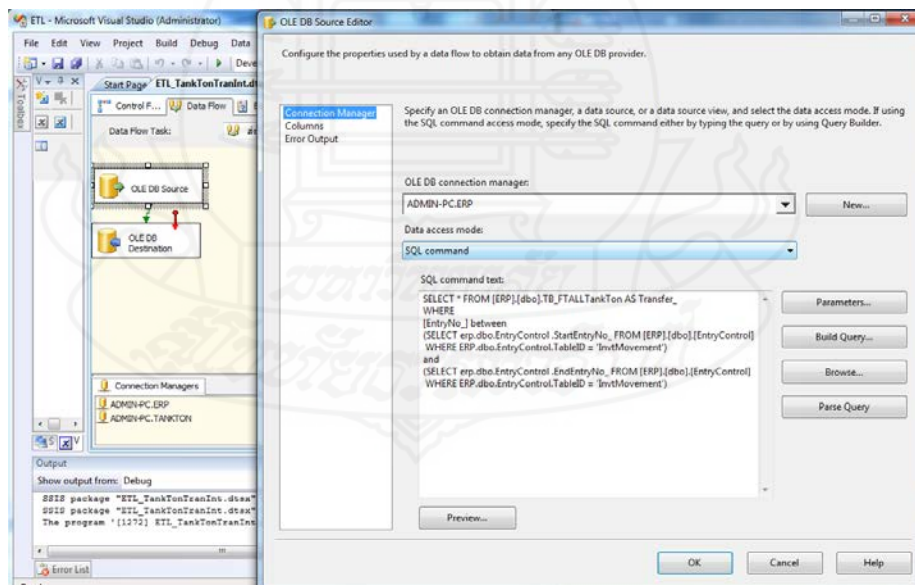 ETL - Microsoft Visual Studio (Administrator)
File Edit View Project Build Debug Data
Start Page ETL_TankTonTranInt.dt
Control F... Data Flow
Data Flow Task:
OLE DB Source
OLE DB
Destination
Connection Managers
ADMIN-PC.ERP
ADMIN-PC.TANKTON
Toolbox
Output
Show output from: Debug
SSIS package "ETL_TankTonTranInt.dtsx"
SSIS package "ETL_TankTonTranInt.dtsx"
The program '[1272] ETL_TankTonTranInt
Error List
OLE DB Source Editor
Configure the properties used by a data flow to obtain data from any OLE DB provider.
Connection Manager
Columns
Error Output
Specify an OLE DB connection manager, a data source, or a data source view, and select the data access mode. If using
the SQL command access mode, specify the SQL command either by typing the query or by using Query Builder.
OLE DB connection manager:
ADMIN-PC.ERP
New...
Data access mode:
SQL command
SQL command text:
SELECT * FROM [ERP].[dbo].TB_FTALLTankTon AS Transfer_
WHERE
[EntryNo_] between
(SELECT erp.dbo.EntryControl .StartEntryNo_ FROM [ERP].[dbo].[EntryControl]
WHERE ERP.dbo.EntryControl.TableID = 'InvtMovement')
and
(SELECT erp.dbo.EntryControl .EndEntryNo_ FROM [ERP].[dbo].[EntryControl]
WHERE ERP.dbo.EntryControl.TableID = 'InvtMovement')
Parameters...
Build Query...
Browse...
Parse Query
Preview...
OK Cancel Help